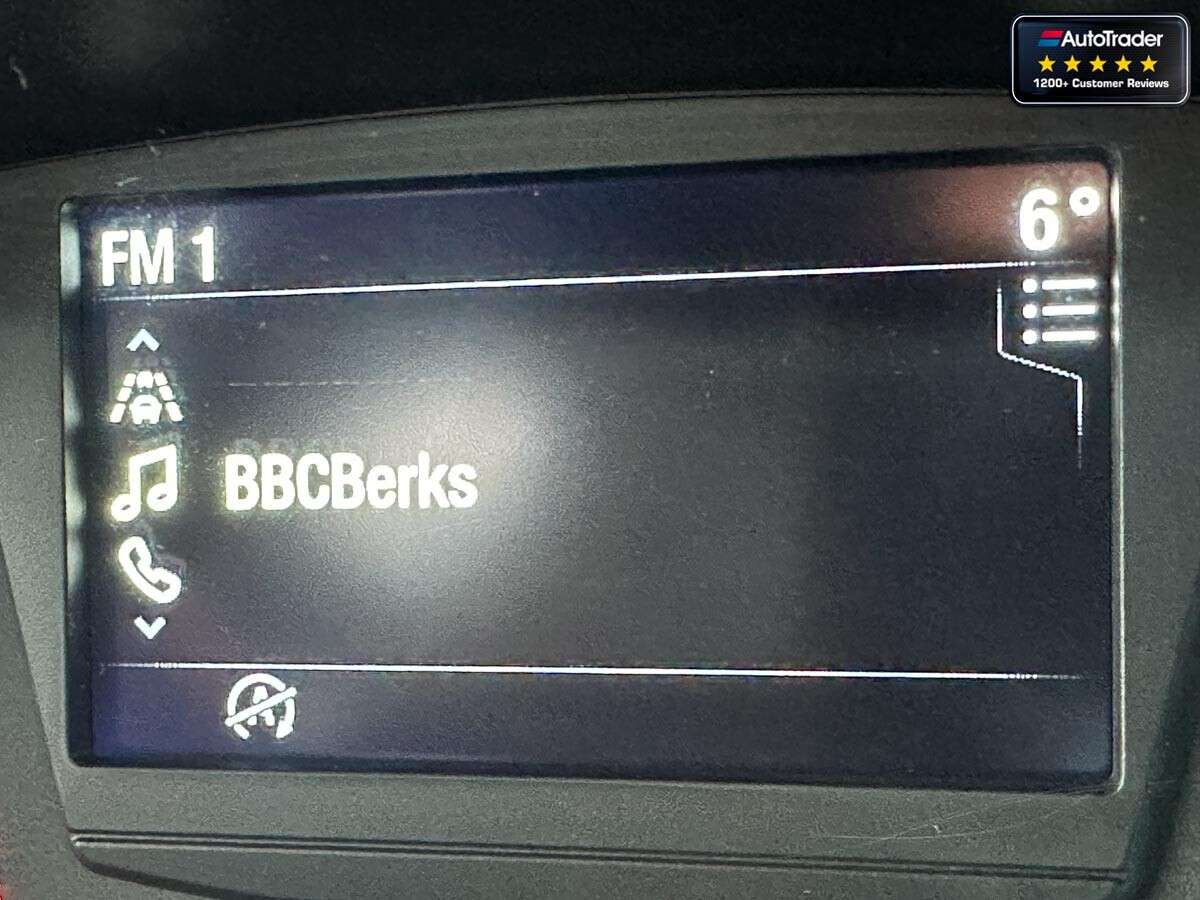 AutoTrader
1200+ Customer Reviews
FM 1
6°
BBCBerks
A